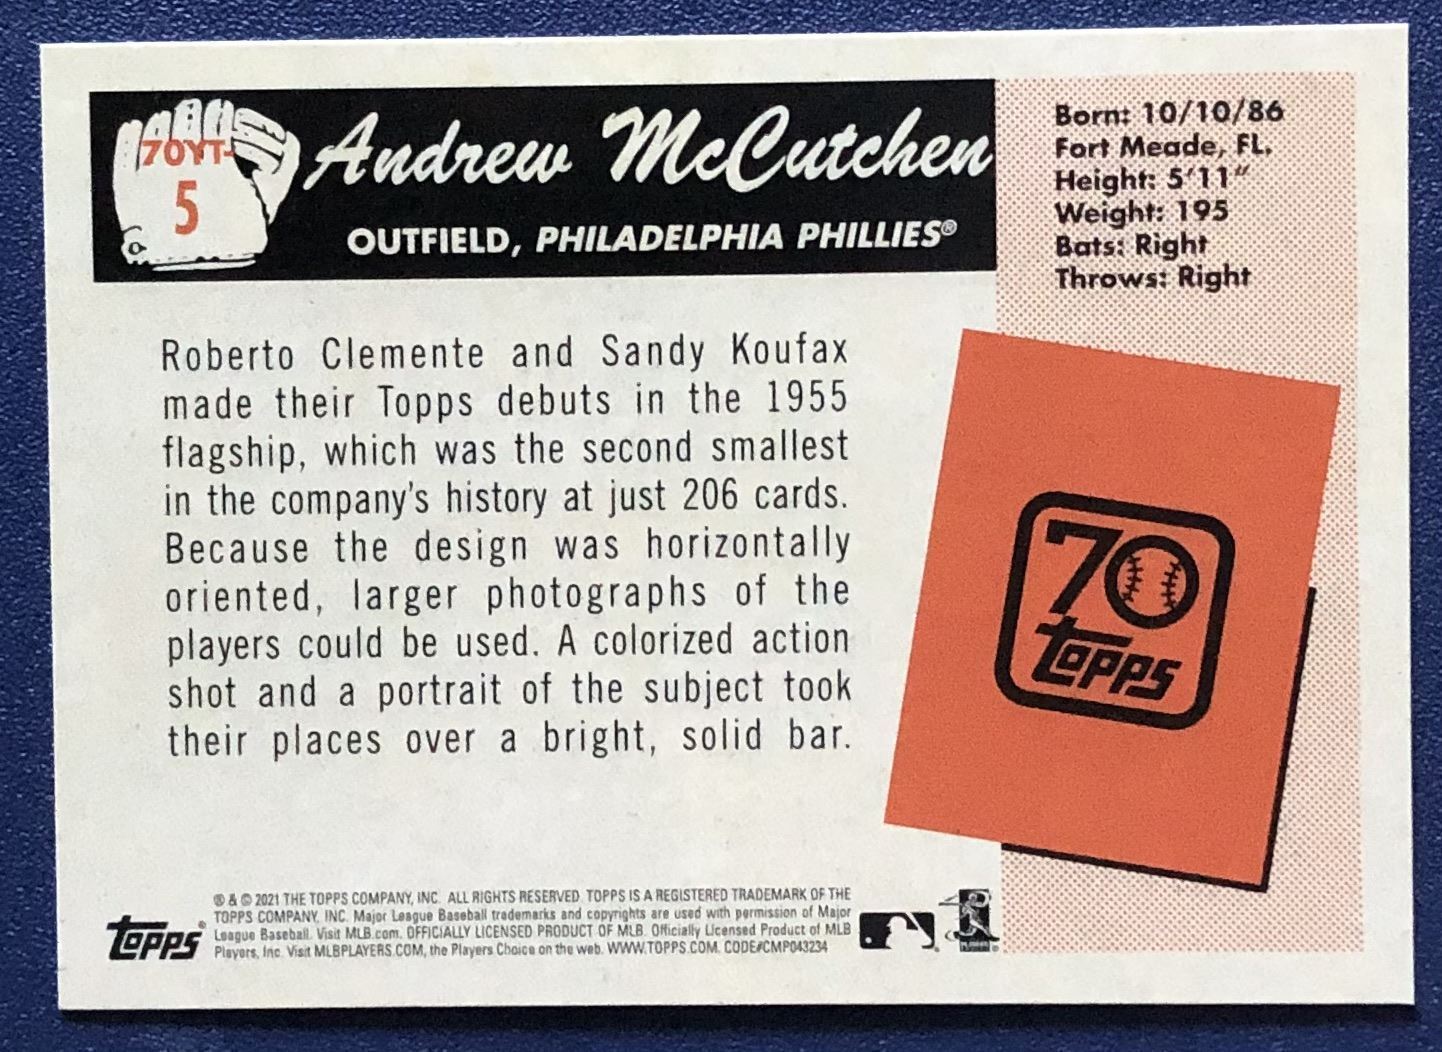 70YT-
5
Andrew McCutchen
OUTFIELD, PHILADELPHIA PHILLIES®
Born: 10/10/86
Fort Meade, FL.
Height: 5'11"
Weight: 195
Bats: Right
Throws: Right
Roberto Clemente and Sandy Koufax
made their Topps debuts in the 1955
flagship, which was the second smallest
in the company's history at just 206 cards.
Because the design was horizontally
oriented, larger photographs of the
players could be used. A colorized action
shot and a portrait of the subject took
their places over a bright, solid bar.
70
topps
® & © 2021 THE TOPPS COMPANY, INC. ALL RIGHTS RESERVED. TOPPS IS A REGISTERED TRADEMARK OF THE
TOPPS COMPANY, INC. Major League Baseball trademarks and copyrights are used with permission of Major
League Baseball. Visit MLB.com. OFFICIALLY LICENSED PRODUCT OF MLB. Officially Licensed Product of MLB
Players, Inc. Visit MLBPLAYERS.COM, the Players Choice on the web. WWW.TOPPS.COM. CODE#CMP043234
topps®